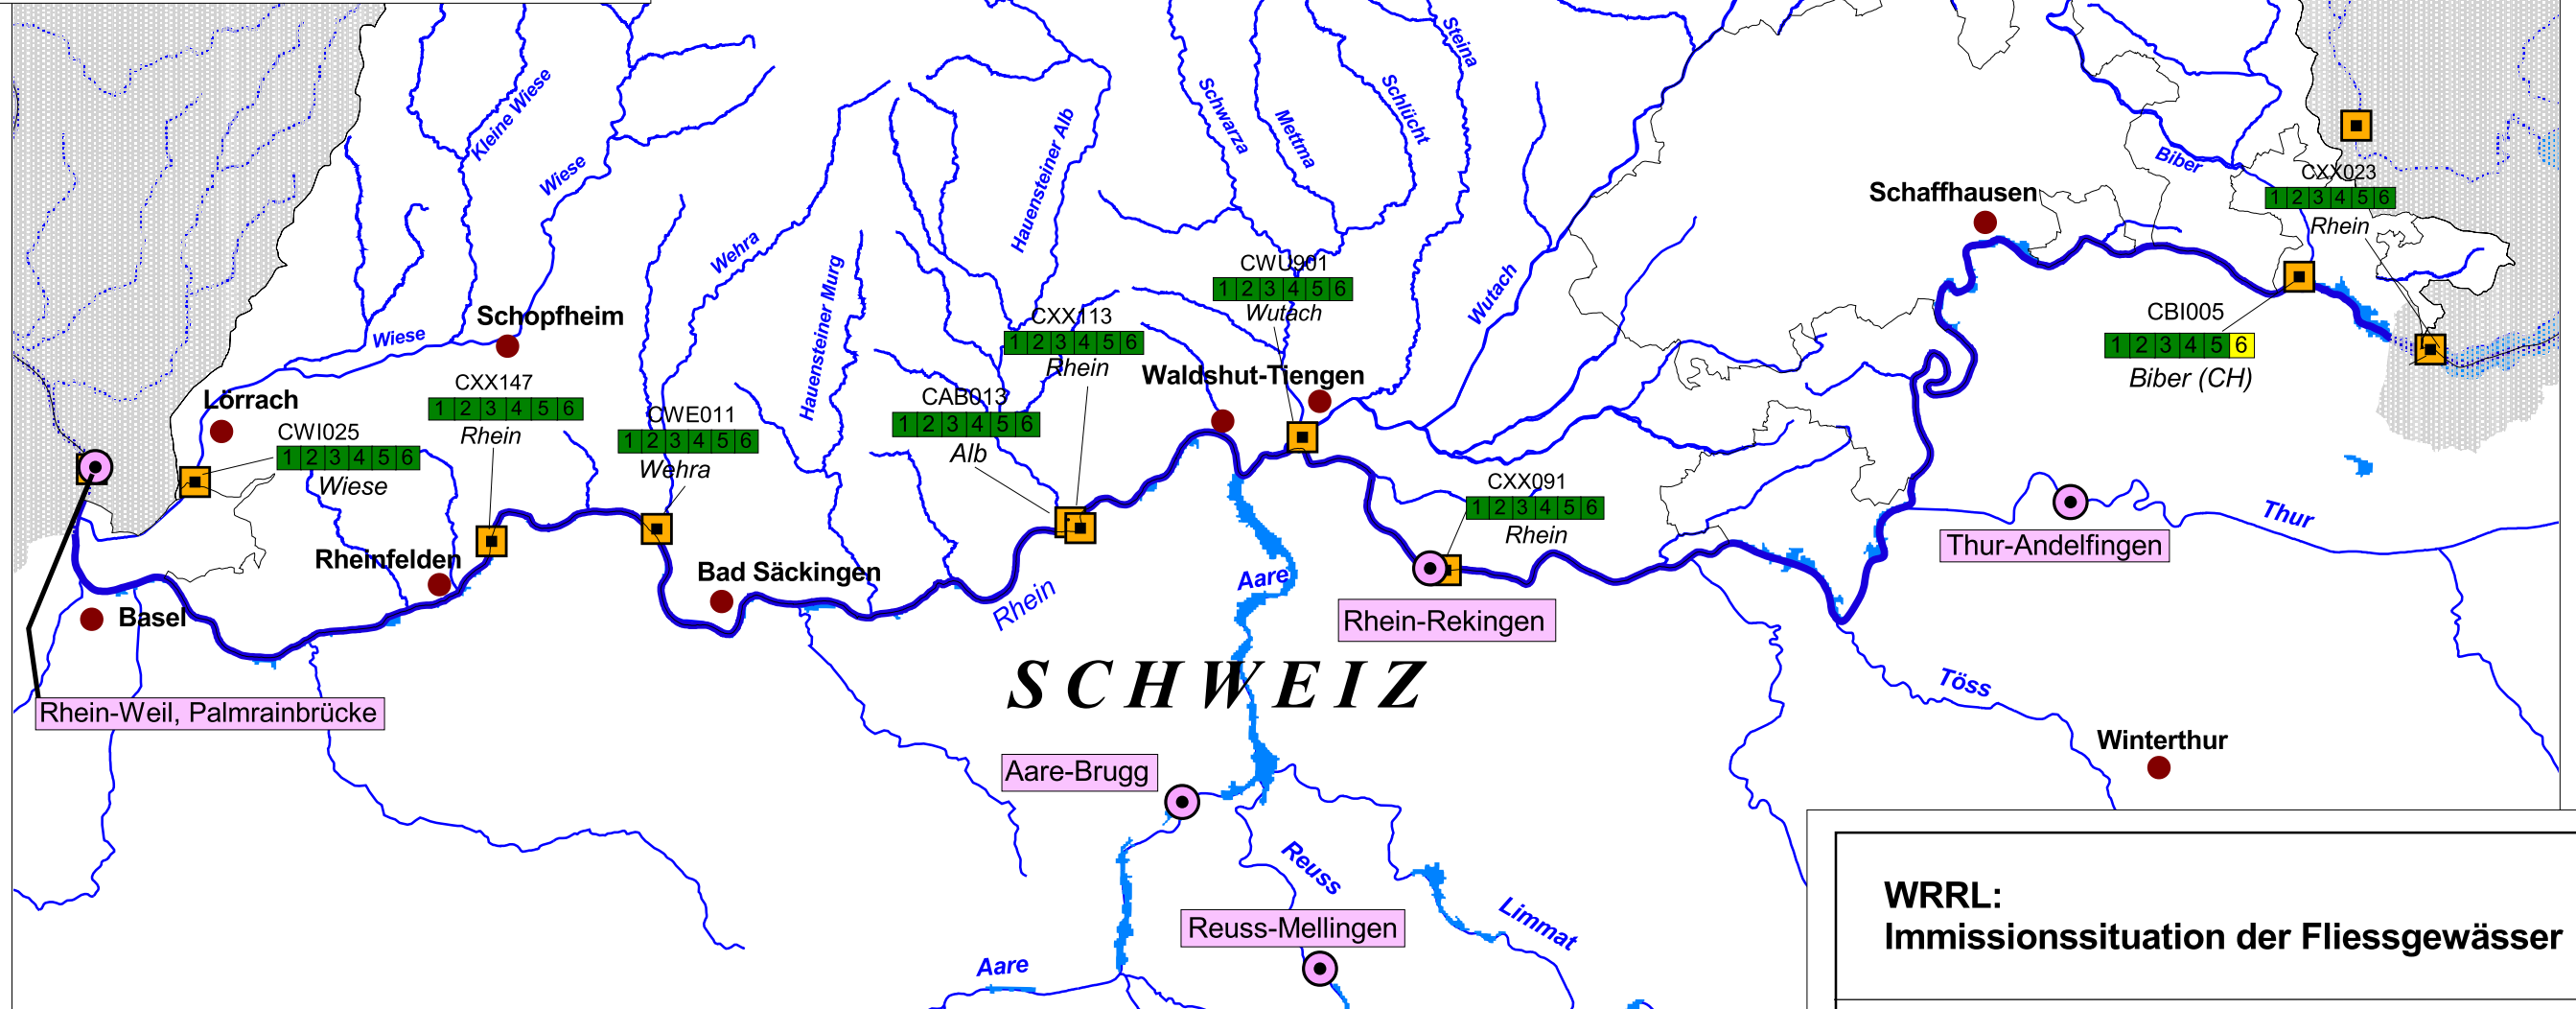 Kleine Wiese
Wiese
Wiese
Wehra
Hauensteiner Murg
Hauensteiner Alb
Schwarza
Mettma
Schlücht
Steina
Wutach
Biber
Schaffhausen
CXX023
1 2 3 4 5 6
Rhein
CWU901
1 2 3 4 5 6
Wutach
CBI005
1 2 3 4 5 6
Biber (CH)
Schopfheim
CXX113
1 2 3 4 5 6
Rhein
Waldshut-Tiengen
Lörrach
CXX147
1 2 3 4 5 6
Rhein
CAB013
1 2 3 4 5 6
Alb
CWE011
1 2 3 4 5 6
Wehra
CWI025
1 2 3 4 5 6
Wiese
CXX091
1 2 3 4 5 6
Rhein
Thur
Thur-Andelfingen
Rheinfelden
Bad Säckingen
Aare
Rhein
Basel
Rhein-Rekingen
SCHWEIZ
Töss
Rhein-Weil, Palmrainbrücke
Winterthur
Aare-Brugg
Reuss
Limmat
Reuss-Mellingen
Aare
WRRL:
Immissionssituation der Fliessgewässer